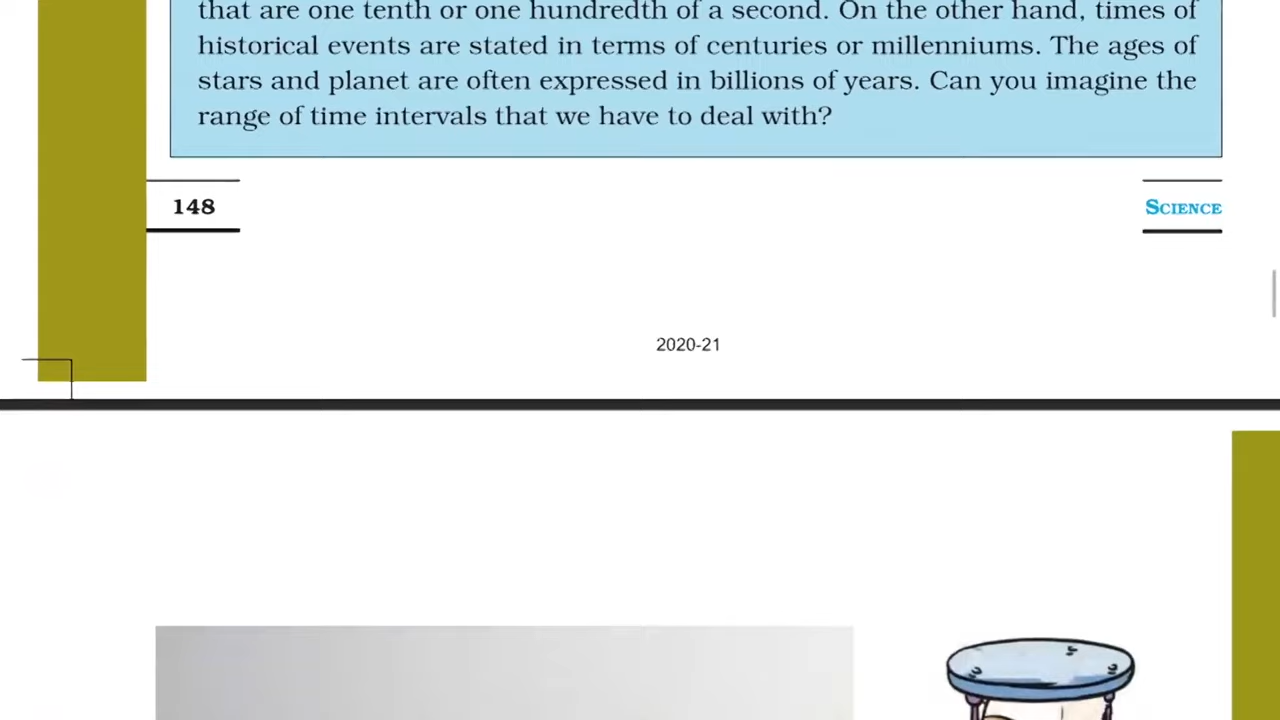 that are one tenth or one hundredth of a second. On the other hand, times of
historical events are stated in terms of centuries or millenniums. The ages of
stars and planet are often expressed in billions of years. Can you imagine the
range of time intervals that we have to deal with?
148
SCIENCE
2020-21